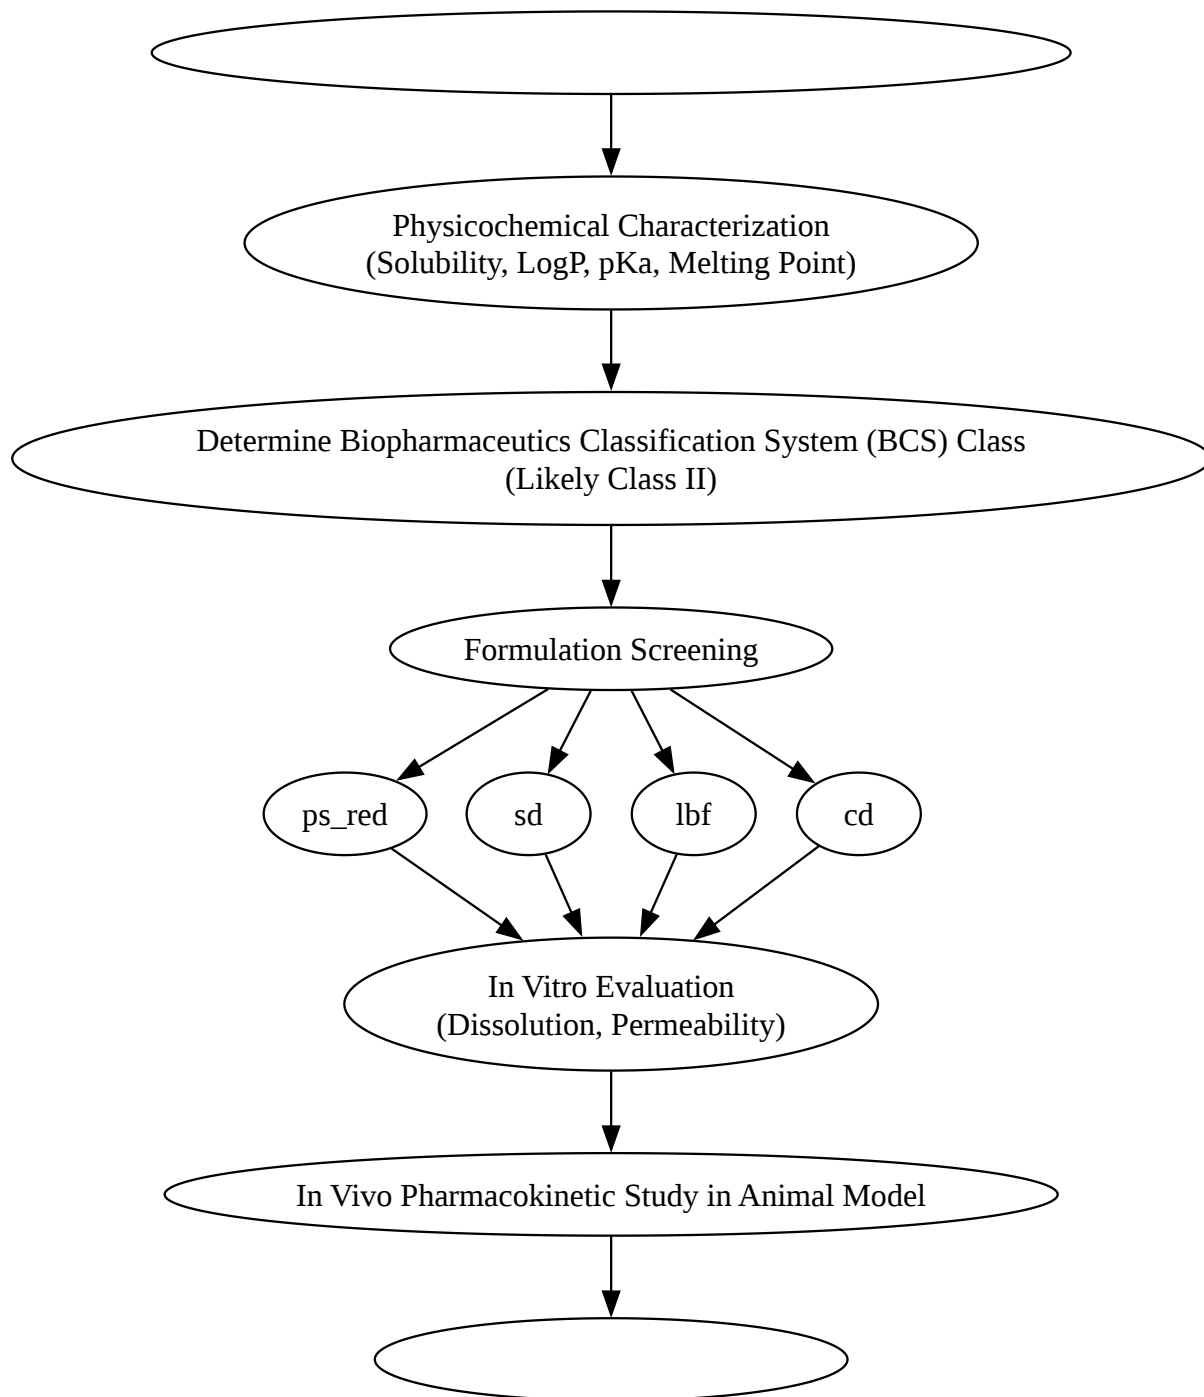 Physicochemical Characterization
(Solubility, LogP, pKa, Melting Point)
Determine Biopharmaceutics Classification System (BCS) Class
(Likely Class II)
Formulation Screening
ps_red
sd
lbf
cd
In Vitro Evaluation
(Dissolution, Permeability)
In Vivo Pharmacokinetic Study in Animal Model